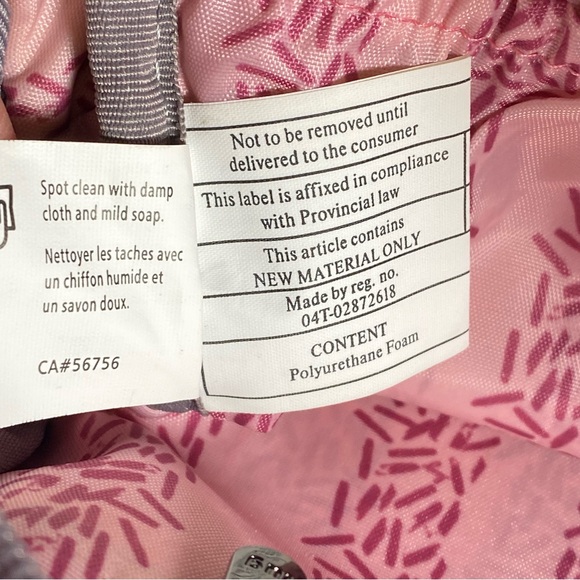 Spot clean with damp
cloth and mild soap.
Nettoyer les taches avec
un chiffon humide et
un savon doux.
CA#56756
Not to be removed until
delivered to the consumer
This label is affixed in compliance
with Provincial law
This article contains
NEW MATERIAL ONLY
Made by reg. no.
04T-02872618
CONTENT
Polyurethane Foam